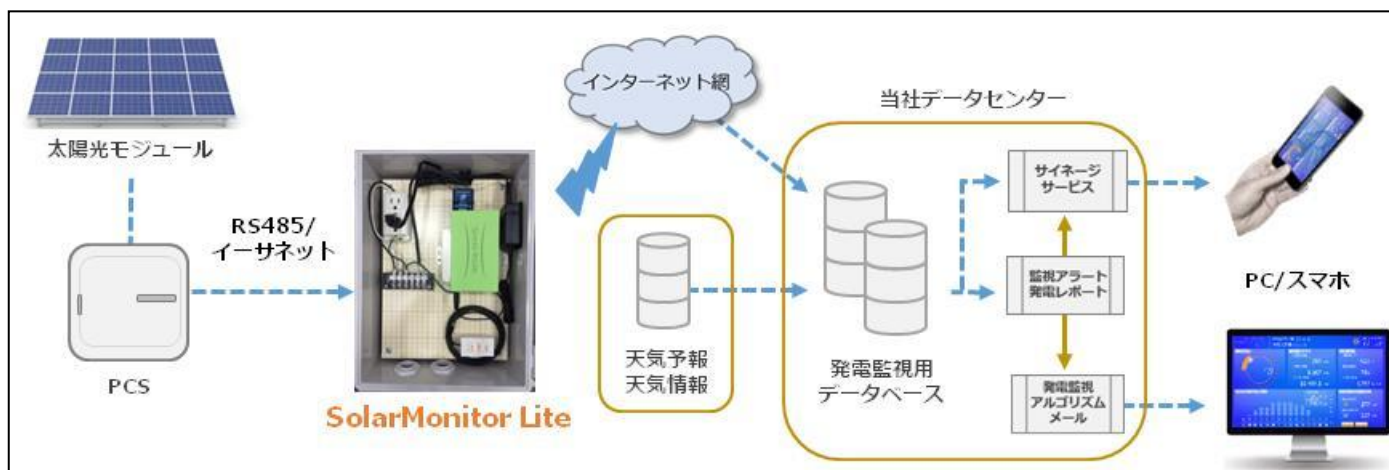 インターネット網
当社データセンター
太陽光モジュール
サイネージ
サービス
RS485/
イーサネット
監視アラート
発電レポート
PC/スマホ
天気予報
天気情報
発電監視用
データベース
発電監視
アルゴリズム
メール
PCS
SolarMonitor Lite